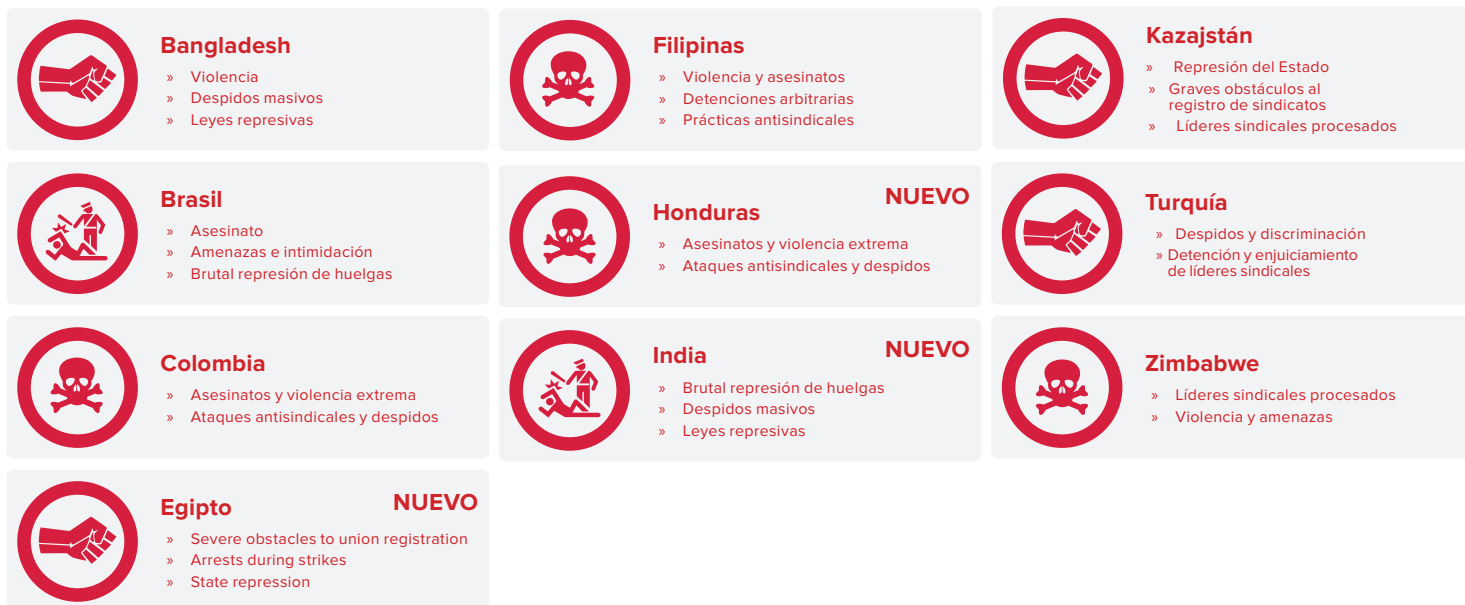 Bangladesh
» Violencia
» Despidos masivos
» Leyes represivas
Brasil
» Asesinato
» Amenazas e intimidación
» Brutal represión de huelgas
Colombia
» Asesinatos y violencia extrema
» Ataques antisindicales y despidos
Egipto
NUEVO
» Severe obstacles to union registration
» Arrests during strikes
» State repression
Filipinas
» Violencia y asesinatos
» Detenciones arbitrarias
» Prácticas antisindicales
Honduras
NUEVO
» Asesinatos y violencia extrema
» Ataques antisindicales y despidos
India
NUEVO
» Brutal represión de huelgas
» Despidos masivos
» Leyes represivas
Kazajstán
» Represión del Estado
» Graves obstáculos al
registro de sindicatos
» Líderes sindicales procesados
Turquía
» Despidos y discriminación
» Detención y enjuiciamiento
de líderes sindicales
Zimbabwe
» Líderes sindicales procesados
» Violencia y amenazas